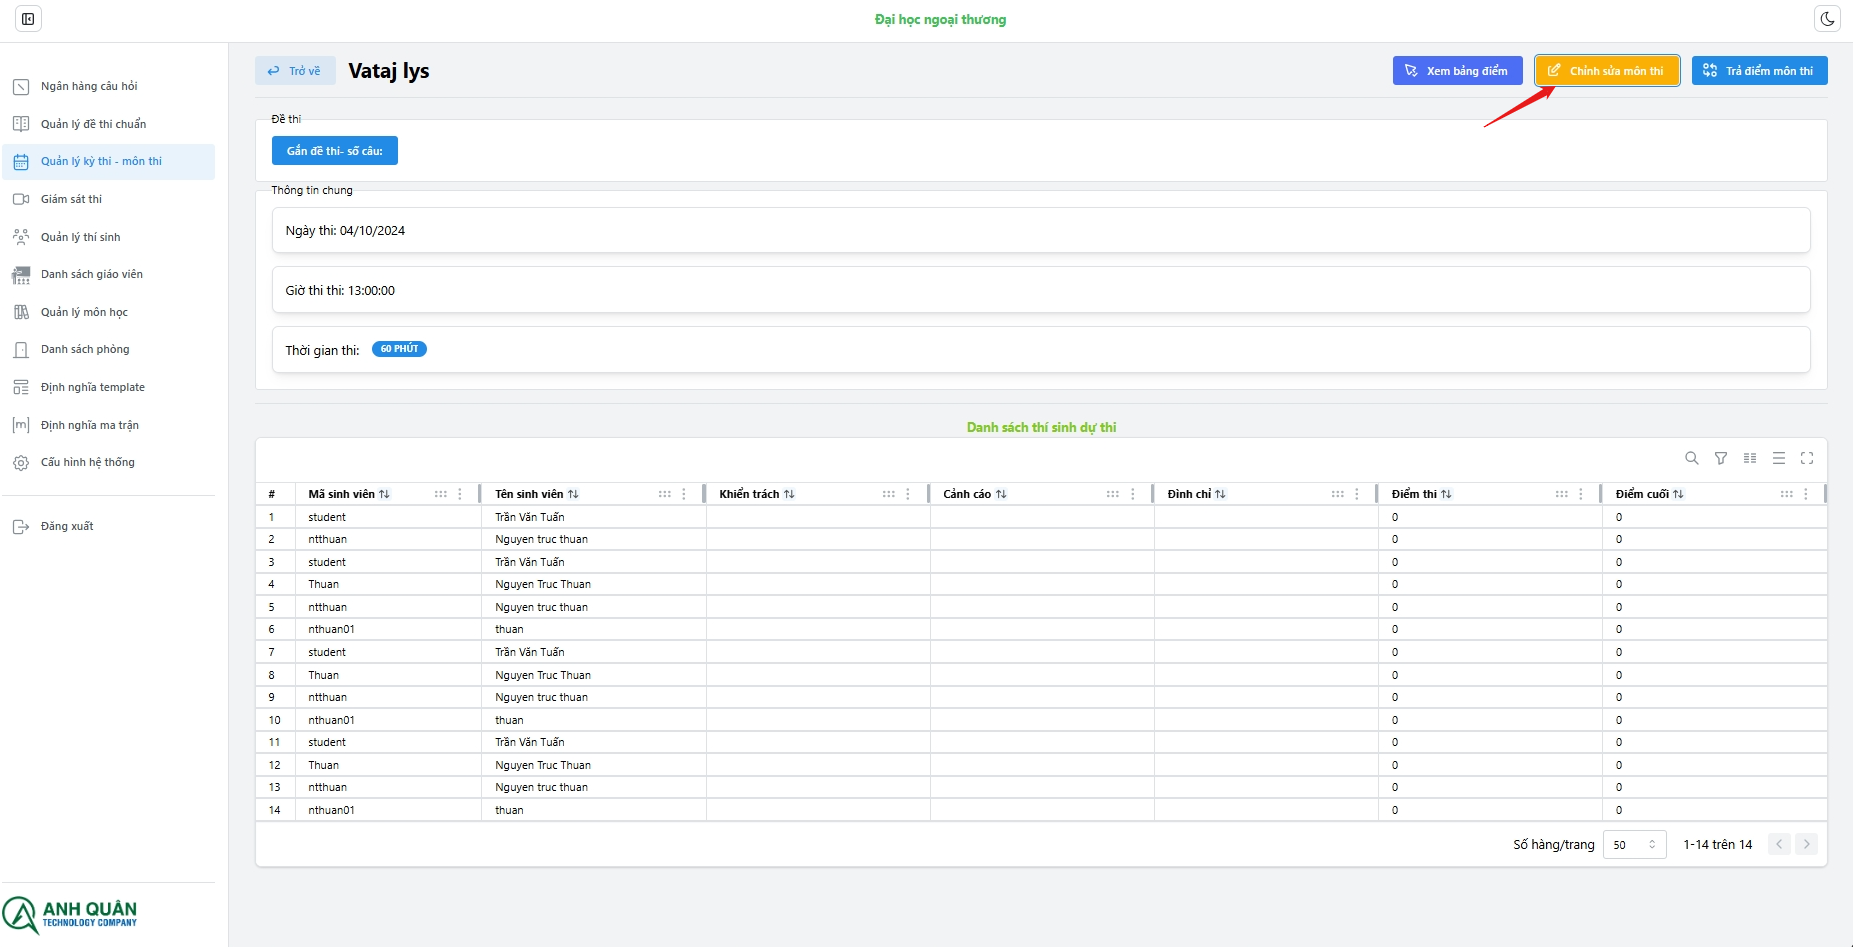 Đại học ngoại thương
Ngân hàng câu hỏi
Quản lý đề thi chuẩn
Quản lý kỳ thi - môn thi
Giám sát thi
Quản lý thí sinh
Danh sách giáo viên
Quản lý môn học
Danh sách phòng
Định nghĩa template
Định nghĩa ma trận
Cấu hình hệ thống
Đăng xuất
ANH QUÂN
TECHNOLOGY COMPANY
Trở về Vataj lys Xem bảng điểm Chỉnh sửa môn thi Trả điểm môn thi
Đề thi
Gắn đề thi- số câu:
Thông tin chung
Ngày thi: 04/10/2024
Giờ thi thi: 13:00:00
Thời gian thi: 60 PHÚT
Danh sách thí sinh dự thi
# Mã sinh viên Tên sinh viên Khiển trách Cảnh cáo Đình chỉ Điểm thi Điểm cuối
1 student Trần Văn Tuấn 0 0
2 ntthuan Nguyen truc thuan 0 0
3 student Trần Văn Tuấn 0 0
4 Thuan Nguyen Truc Thuan 0 0
5 ntthuan Nguyen truc thuan 0 0
6 nthuan01 thuan 0 0
7 student Trần Văn Tuấn 0 0
8 Thuan Nguyen Truc Thuan 0 0
9 ntthuan Nguyen truc thuan 0 0
10 nthuan01 thuan 0 0
11 student Trần Văn Tuấn 0 0
12 Thuan Nguyen Truc Thuan 0 0
13 ntthuan Nguyen truc thuan 0 0
14 nthuan01 thuan 0 0
Số hàng/trang 50 1-14 trên 14